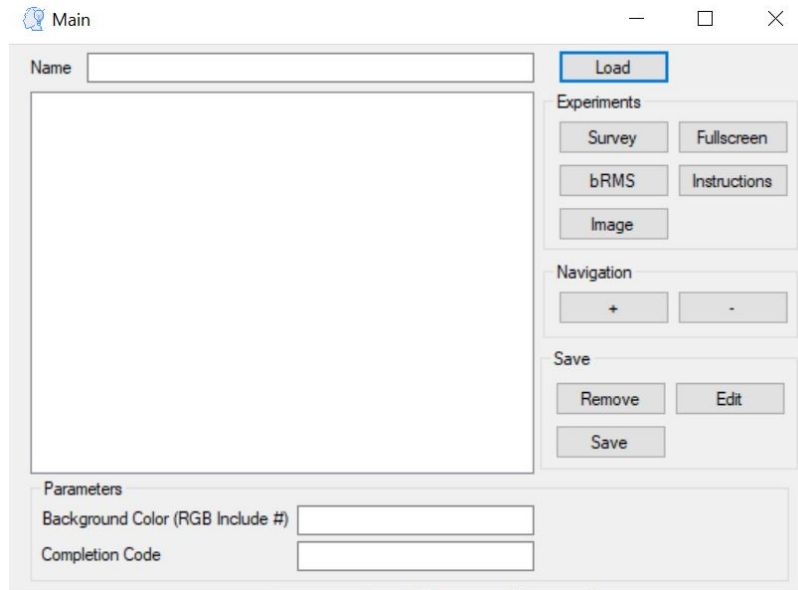 Main
Name
Load
Experiments
Survey Fullscreen
bRMS Instructions
Image
Navigation
+ -
Save
Remove Edit
Save
Parameters
Background Color (RGB Include #)
Completion Code